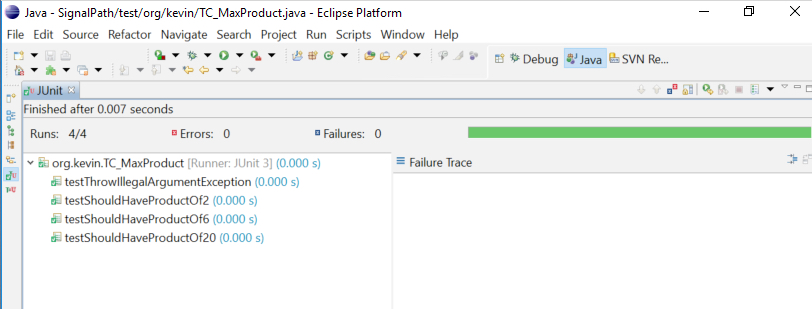 Java - SignalPath/test/org/kevin/TC_MaxProduct.java - Eclipse Platform
File Edit Source Refactor Navigate Search Project Run Scripts Window Help
Debug Java SVN Re...
JUnit
Finished after 0.007 seconds
Runs: 4/4 Errors: 0 Failures: 0
org.kevin.TC_MaxProduct [Runner: JUnit 3] (0.000 s)
Failure Trace
testThrowIllegalArgumentException (0.000 s)
testShouldHaveProductOf2 (0.000 s)
testShouldHaveProductOf6 (0.000 s)
testShouldHaveProductOf20 (0.000 s)